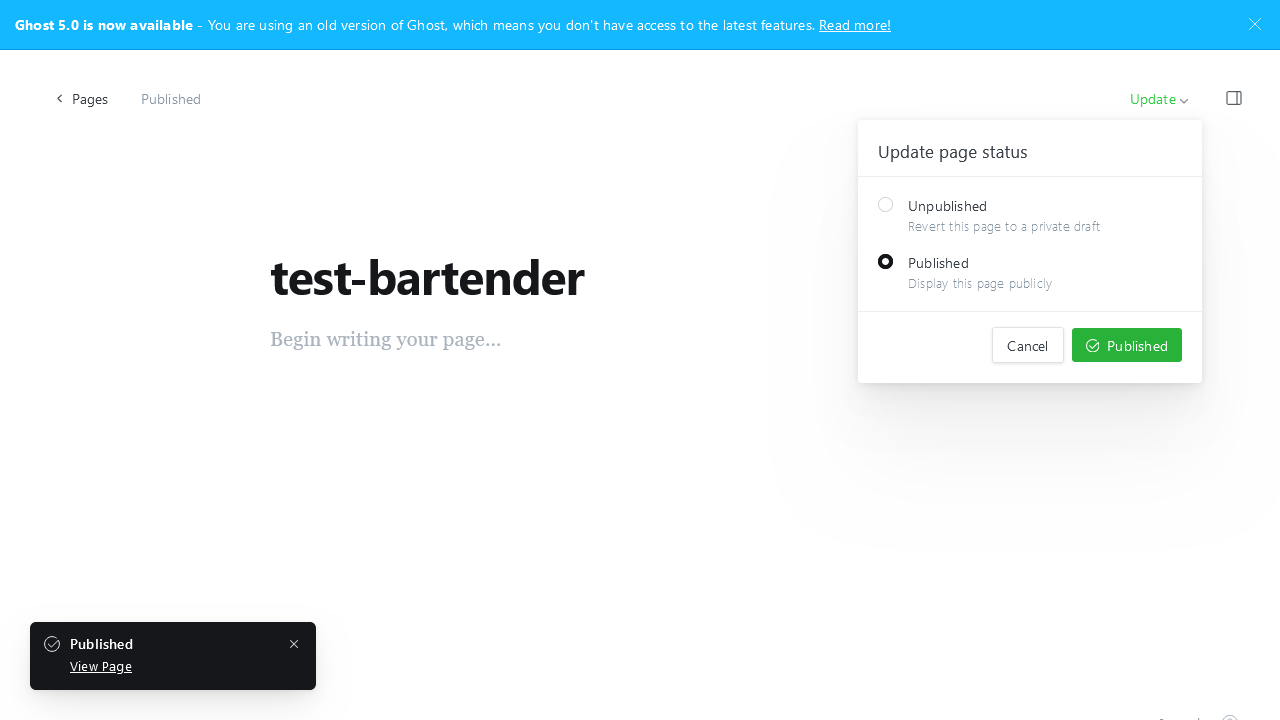 Ghost 5.0 is now available - You are using an old version of Ghost, which means you don't have access to the latest features. Read more!
Pages
Published
Update
Update page status
Unpublished
Revert this page to a private draft
Published
Display this page publicly
Cancel
Published
test-bartender
Begin writing your page...
Published
View Page